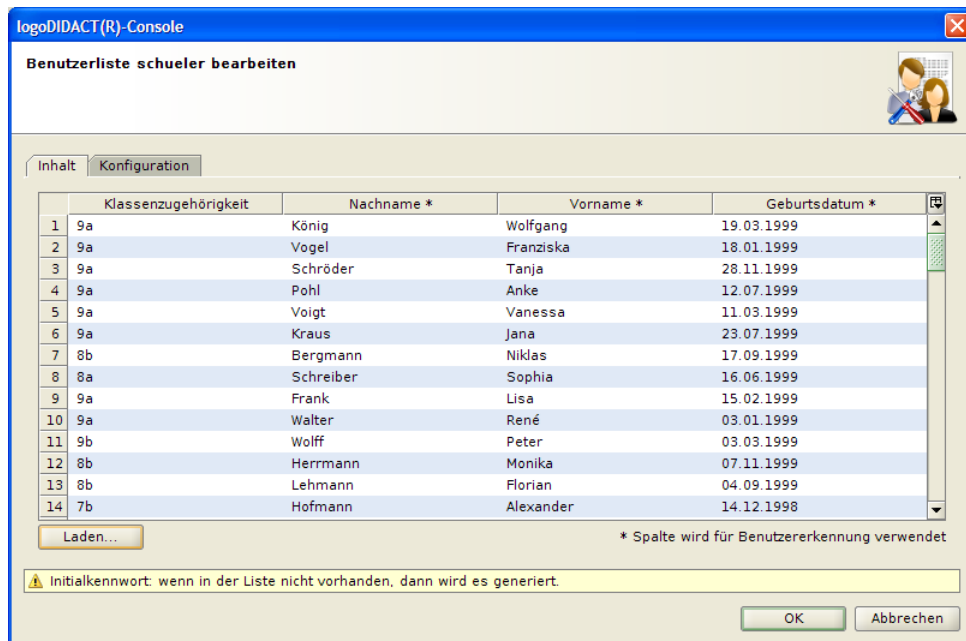 logoDIDACT(R)-Console
Benutzerliste schueler bearbeiten
Inhalt Konfiguration
Klassenzugehörigkeit Nachname * Vorname * Geburtsdatum *
1 9a König Wolfgang 19.03.1999
2 9a Vogel Franziska 18.01.1999
3 9a Schröder Tanja 28.11.1999
4 9a Pohl Anke 12.07.1999
5 9a Voigt Vanessa 11.03.1999
6 9a Kraus Jana 23.07.1999
7 8b Bergmann Niklas 17.09.1999
8 8a Schreiber Sophia 16.06.1999
9 9a Frank Lisa 15.02.1999
10 9a Walter René 03.01.1999
11 9b Wolff Peter 03.03.1999
12 8b Herrmann Monika 07.11.1999
13 8b Lehmann Florian 04.09.1999
14 7b Hofmann Alexander 14.12.1998
Laden... * Spalte wird für Benutzererkennung verwendet
Initialkennwort: wenn in der Liste nicht vorhanden, dann wird es generiert.
OK Abbrechen